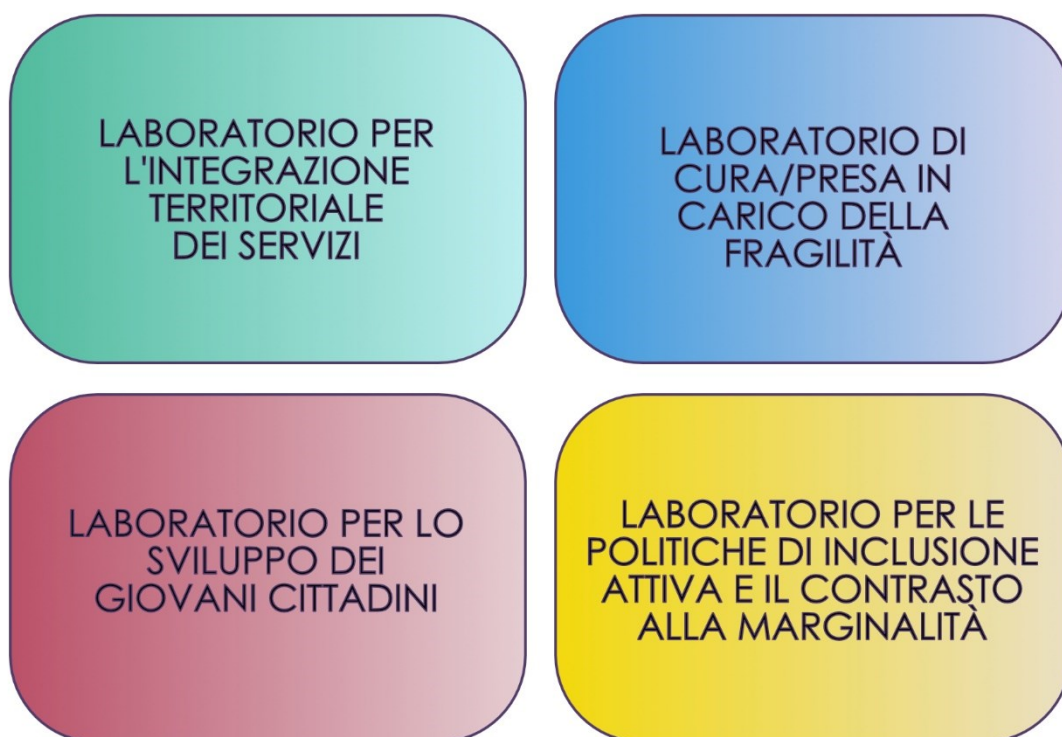 LABORATORIO PER
L'INTEGRAZIONE
TERRITORIALE
DEI SERVIZI
LABORATORIO DI
CURA/PRESA IN
CARICO DELLA
FRAGILITÀ
LABORATORIO PER LO
SVILUPPO DEI
GIOVANI CITTADINI
LABORATORIO PER LE
POLITICHE DI INCLUSIONE
ATTIVA E IL CONTRASTO
ALLA MARGINALITÀ